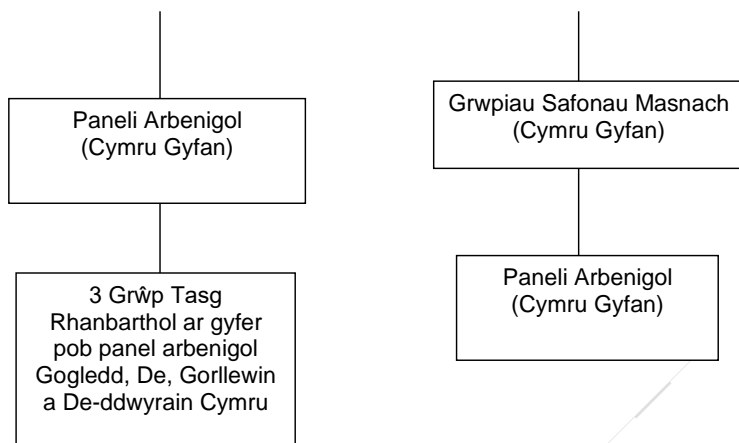 Paneli Arbenigol
(Cymru Gyfan)
3 Grŵp Tasg
Rhanbarthol ar gyfer
pob panel arbenigol
Gogledd, De, Gorllewin
a De-ddwyrain Cymru
Grwpiau Safonau Masnach
(Cymru Gyfan)
Paneli Arbenigol
(Cymru Gyfan)